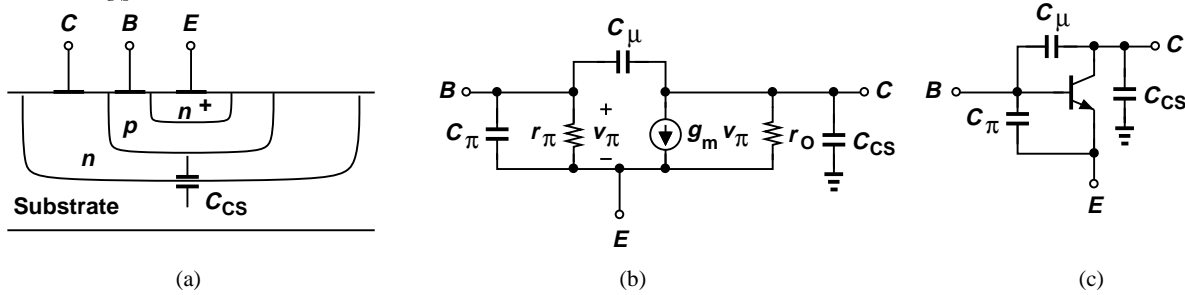 C B E
n+
p
n
C_CS
Substrate
(a)
C_μ
B
C_π
r_π
+
v_π
−
g_m v_π
r_O
C_CS
C
E
(b)
C_μ
C
B
C_CS
C_π
E
(c)